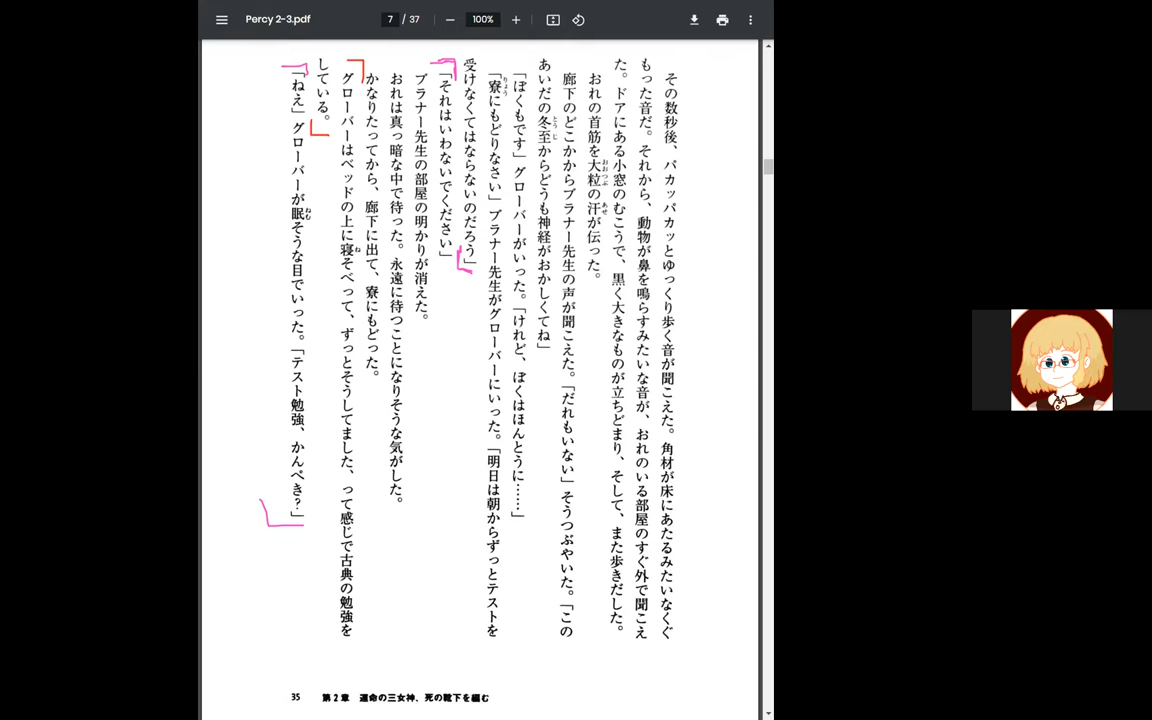 Percy 2-3.pdf
7 / 37
100%
その数秒後、パカッパカッとゆっくり歩く音が聞こえた。角材が床にあたるみたいなくぐ
もった音だ。それから、動物が鼻を鳴らすみたいな音が、おれのいる部屋のすぐ外で聞こえ
た。ドアにある小窓のむこうで、黒く大きなものが立ちどまり、そして、また歩きだした。
おれの首筋を大粒の汗が伝った。
廊下のどこかからブラナー先生の声が聞こえた。「だれもいない」そうつぶやいた。「この
あいだの冬至からどうも神経がおかしくてね」
「ぼくもです」グローバーがいった。「けれど、ぼくはほんとうに……」
「寮にもどりなさい」ブラナー先生がグローバーにいった。「明日は朝からずっとテストを
受けなくてはならないのだろう」
「それはいわないでください」
ブラナー先生の部屋の明かりが消えた。
おれは真っ暗な中で待った。永遠に待つことになりそうな気がした。
かなりたってから、廊下に出て、寮にもどった。
グローバーはベッドの上に寝そべって、ずっとそうしてました、って感じで古典の勉強を
している。
「ねえ」グローバーが眠そうな目でいった。「テスト勉強、かんぺき？」
35 第2章 運命の三女神、死の靴下を編む